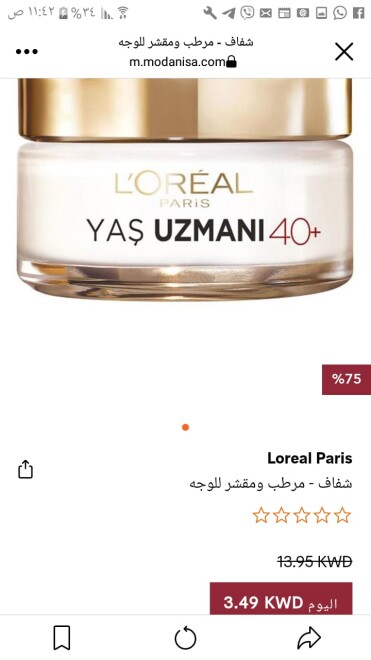 ص ١١:٤٢ %٣٤
شفاف - مرطب ومقشر للوجه
m.modanisa.com
L'ORÉAL
PARIS
YAŞ UZMANI 40+
%75
Loreal Paris
شفاف - مرطب ومقشر للوجه
13.95 KWD
اليوم 3.49 KWD